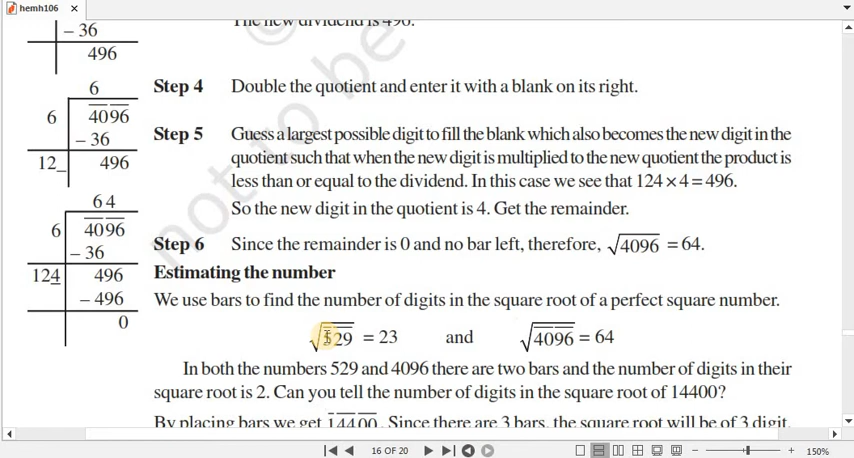 hemh106 ×
The new dividend is 496.
– 36
496
Step 4 Double the quotient and enter it with a blank on its right.
6
6 4096
– 36
12_ 496
Step 5 Guess a largest possible digit to fill the blank which also becomes the new digit in the
quotient such that when the new digit is multiplied to the new quotient the product is
less than or equal to the dividend. In this case we see that 124 × 4 = 496.
So the new digit in the quotient is 4. Get the remainder.
64
6 4096
– 36
124 496
– 496
0
Step 6 Since the remainder is 0 and no bar left, therefore, √4096 = 64.
Estimating the number
We use bars to find the number of digits in the square root of a perfect square number.
√529 = 23 and √4096 = 64
In both the numbers 529 and 4096 there are two bars and the number of digits in their
square root is 2. Can you tell the number of digits in the square root of 14400?
By placing bars we get 14400. Since there are 3 bars, the square root will be of 3 digit.
© not to be
16 OF 20
150%